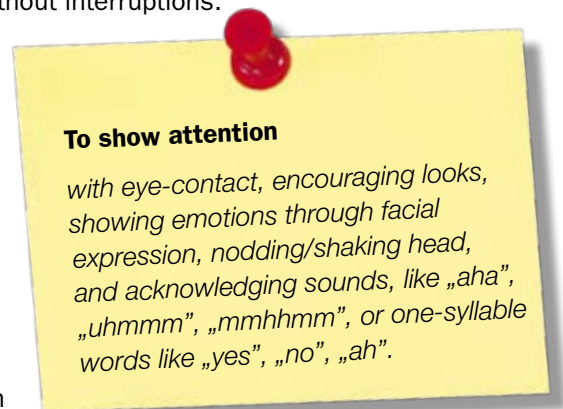 thout interruptions.
To show attention
with eye-contact, encouraging looks,
showing emotions through facial
expression, nodding/shaking head,
and acknowledging sounds, like „aha”,
„uhmmm”, „mmhhmm”, or one-syllable
words like „yes”, „no”, „ah”.